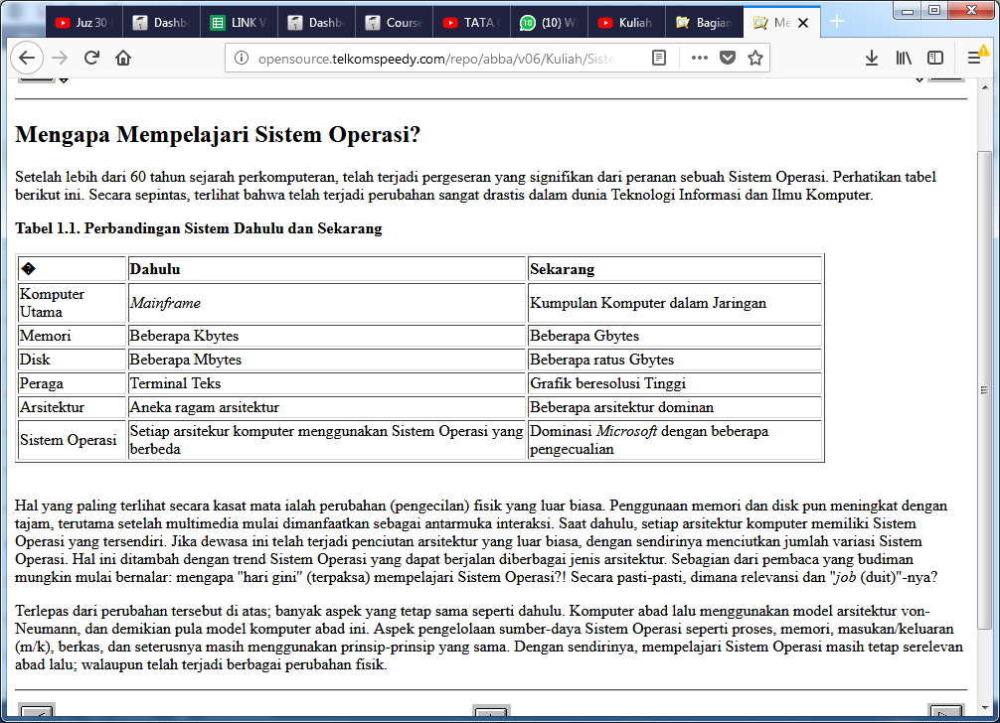 Juz 30
Dashb
LINK V
Dashb
Course
TATA
(10) W
Kuliah
Bagian
Me
opensource.telkomspeedy.com/repo/abba/v06/Kuliah/Siste
Mengapa Mempelajari Sistem Operasi?
Setelah lebih dari 60 tahun sejarah perkomputeran, telah terjadi pergeseran yang signifikan dari peranan sebuah Sistem Operasi. Perhatikan tabel
berikut ini. Secara sepintas, terlihat bahwa telah terjadi perubahan sangat drastis dalam dunia Teknologi Informasi dan Ilmu Komputer.
Tabel 1.1. Perbandingan Sistem Dahulu dan Sekarang
� Dahulu Sekarang
Komputer
Utama Mainframe Kumpulan Komputer dalam Jaringan
Memori Beberapa Kbytes Beberapa Gbytes
Disk Beberapa Mbytes Beberapa ratus Gbytes
Peraga Terminal Teks Grafik beresolusi Tinggi
Arsitektur Aneka ragam arsitektur Beberapa arsitektur dominan
Sistem Operasi Setiap arsitekur komputer menggunakan Sistem Operasi yang
berbeda Dominasi Microsoft dengan beberapa
pengecualian
Hal yang paling terlihat secara kasat mata ialah perubahan (pengecilan) fisik yang luar biasa. Penggunaan memori dan disk pun meningkat dengan
tajam, terutama setelah multimedia mulai dimanfaatkan sebagai antarmuka interaksi. Saat dahulu, setiap arsitektur komputer memiliki Sistem
Operasi yang tersendiri. Jika dewasa ini telah terjadi penciutan arsitektur yang luar biasa, dengan sendirinya menciutkan jumlah variasi Sistem
Operasi. Hal ini ditambah dengan trend Sistem Operasi yang dapat berjalan diberbagai jenis arsitektur. Sebagian dari pembaca yang budiman
mungkin mulai bernalar: mengapa "hari gini" (terpaksa) mempelajari Sistem Operasi?! Secara pasti-pasti, dimana relevansi dan "job (duit)"-nya?
Terlepas dari perubahan tersebut di atas; banyak aspek yang tetap sama seperti dahulu. Komputer abad lalu menggunakan model arsitektur von-
Neumann, dan demikian pula model komputer abad ini. Aspek pengelolaan sumber-daya Sistem Operasi seperti proses, memori, masukan/keluaran
(m/k), berkas, dan seterusnya masih menggunakan prinsip-prinsip yang sama. Dengan sendirinya, mempelajari Sistem Operasi masih tetap serelevan
abad lalu; walaupun telah terjadi berbagai perubahan fisik.